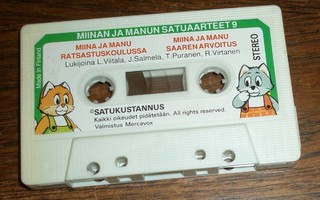 MIINAN JA MANUN SATUAARTEET 9
MIINA JA MANU
RATSASTUSKOULUSSA
MIINA JA MANU
SAAREN ARVOITUS
Lukijoina L.Viitala, J.Salmela, T.Puranen, R.Virtanen
Made in Finland
STEREO
°SATUKUSTANNUS
Kaikki oikeudet pidätetään. All rights reserved.
Valmistus Mercavox